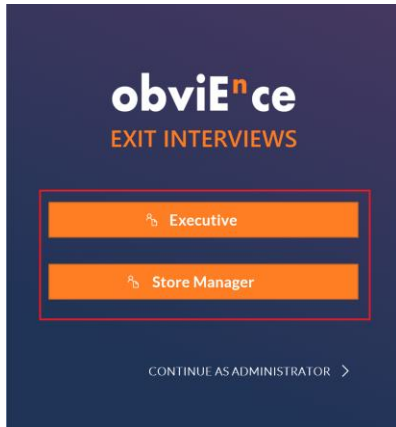 obviEnce
EXIT INTERVIEWS
Executive
Store Manager
CONTINUE AS ADMINISTRATOR